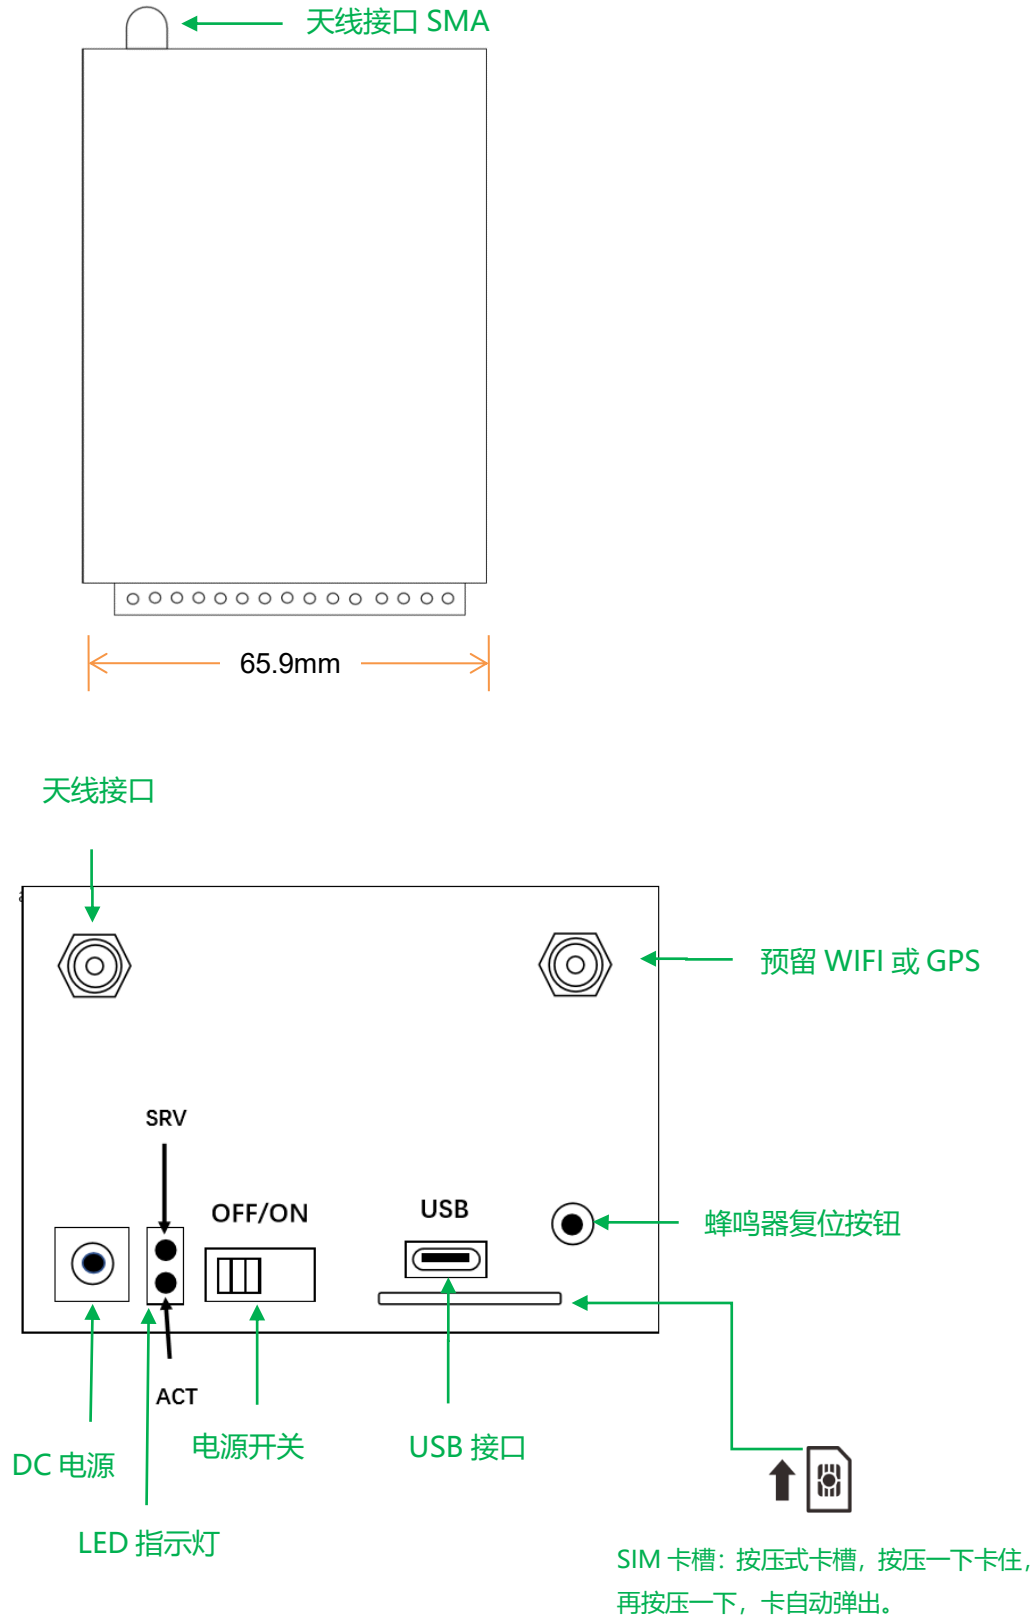 天线接口 SMA
65.9mm
天线接口
预留 WIFI 或 GPS
SRV
OFF/ON
USB
蜂鸣器复位按钮
ACT
DC 电源
电源开关
USB 接口
LED 指示灯
SIM 卡槽：按压式卡槽，按压一下卡住，
再按压一下，卡自动弹出。